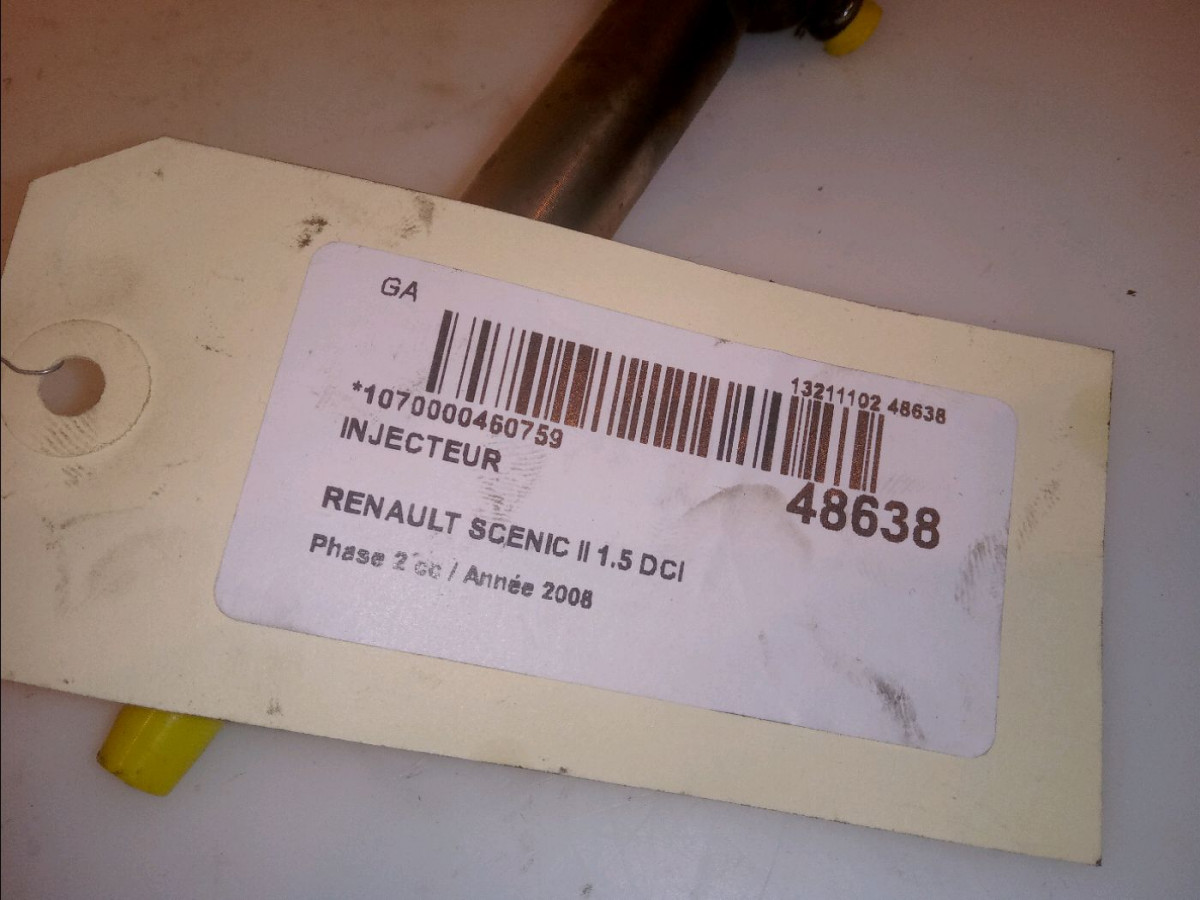 GA
13211102 48638
*1070000460759
INJECTEUR
48638
RENAULT SCENIC II 1.5 DCI
Phase 2 cc / Année 2008